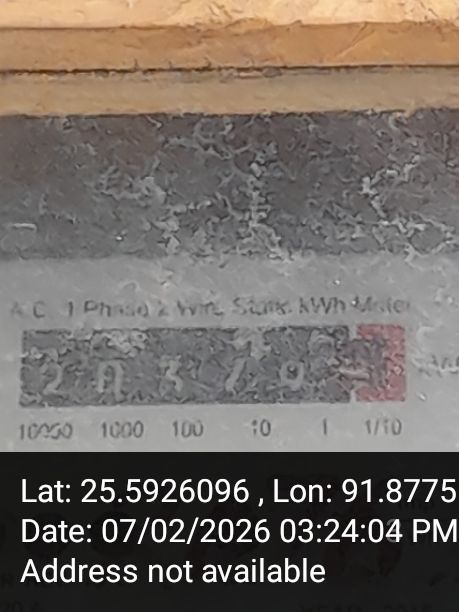 A.C. 1 Phase 2 Wire Static kWh Meter
10000 1000 100 10 1 1/10
Lat: 25.5926096 , Lon: 91.8775
Date: 07/02/2026 03:24:04 PM
Address not available